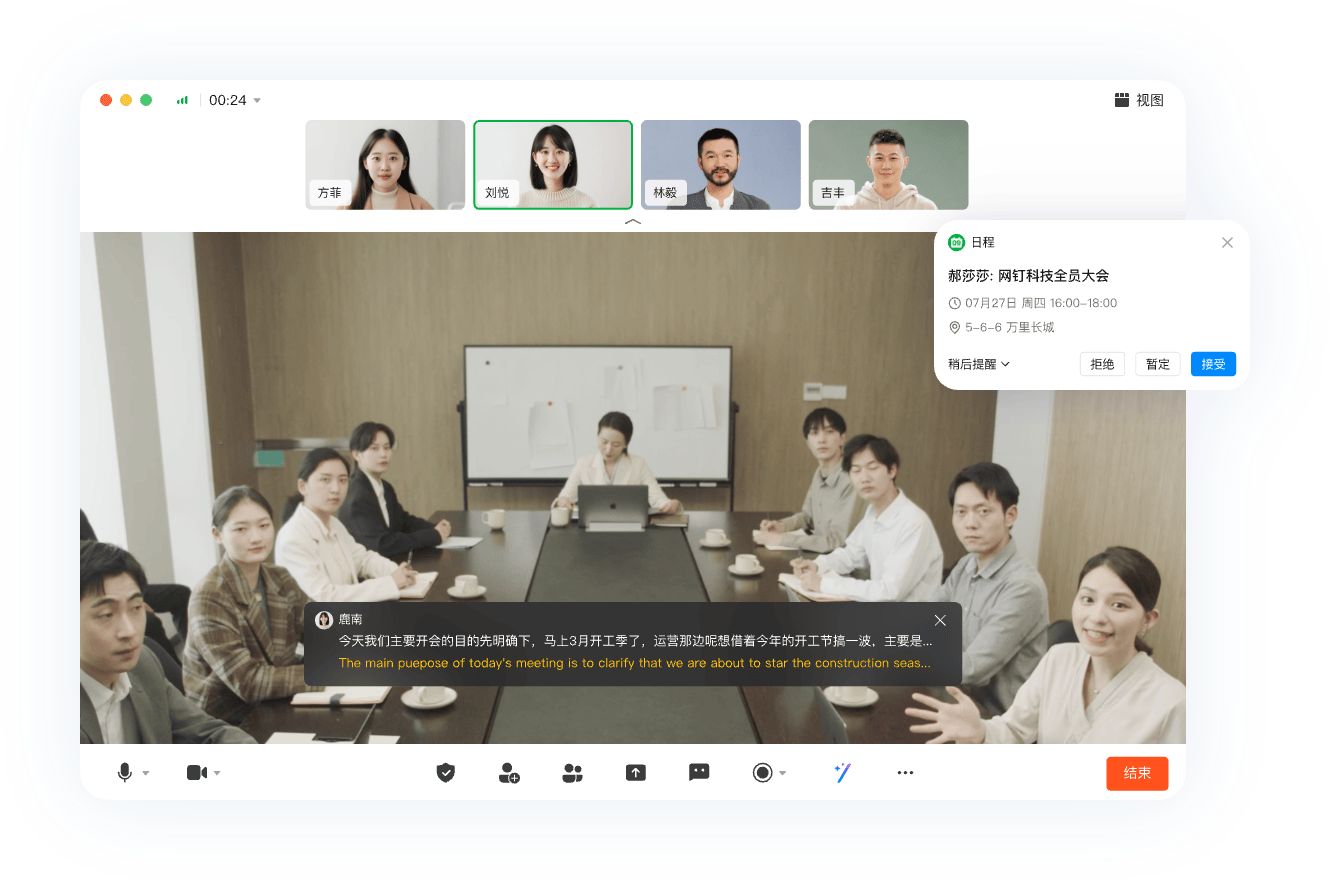 00:24
视图
方菲
刘悦
林毅
吉丰
09 日程
郝莎莎: 网钉科技全员大会
07月27日 周四 16:00-18:00
5-6-6 万里长城
稍后提醒
拒绝
暂定
接受
鹿南
今天我们主要开会的目的先明确下，马上3月开工季了，运营那边呢想借着今年的开工节搞一波，主要是...
The main puepose of today's meeting is to clarify that we are about to star the construction seas...
结束